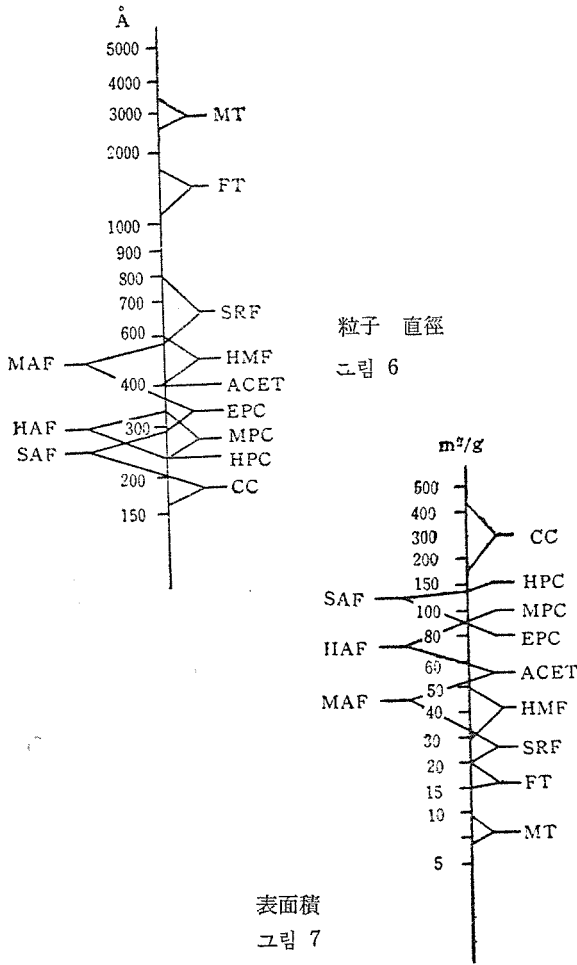 Å
5000
4000
3000
MT
2000
FT
1000
900
800
700
SRF
600
MAF
HMF
400
ACET
EPC
HAF
300
MPC
SAF
HPC
200
CC
150
粒子 直徑
그림 6
m²/g
600
400
300
CC
200
150
HPC
SAF
100
MPC
80
EPC
HAF
60
ACET
50
MAF
40
HMF
30
SRF
20
FT
15
10
MT
5
表面積
그림 7